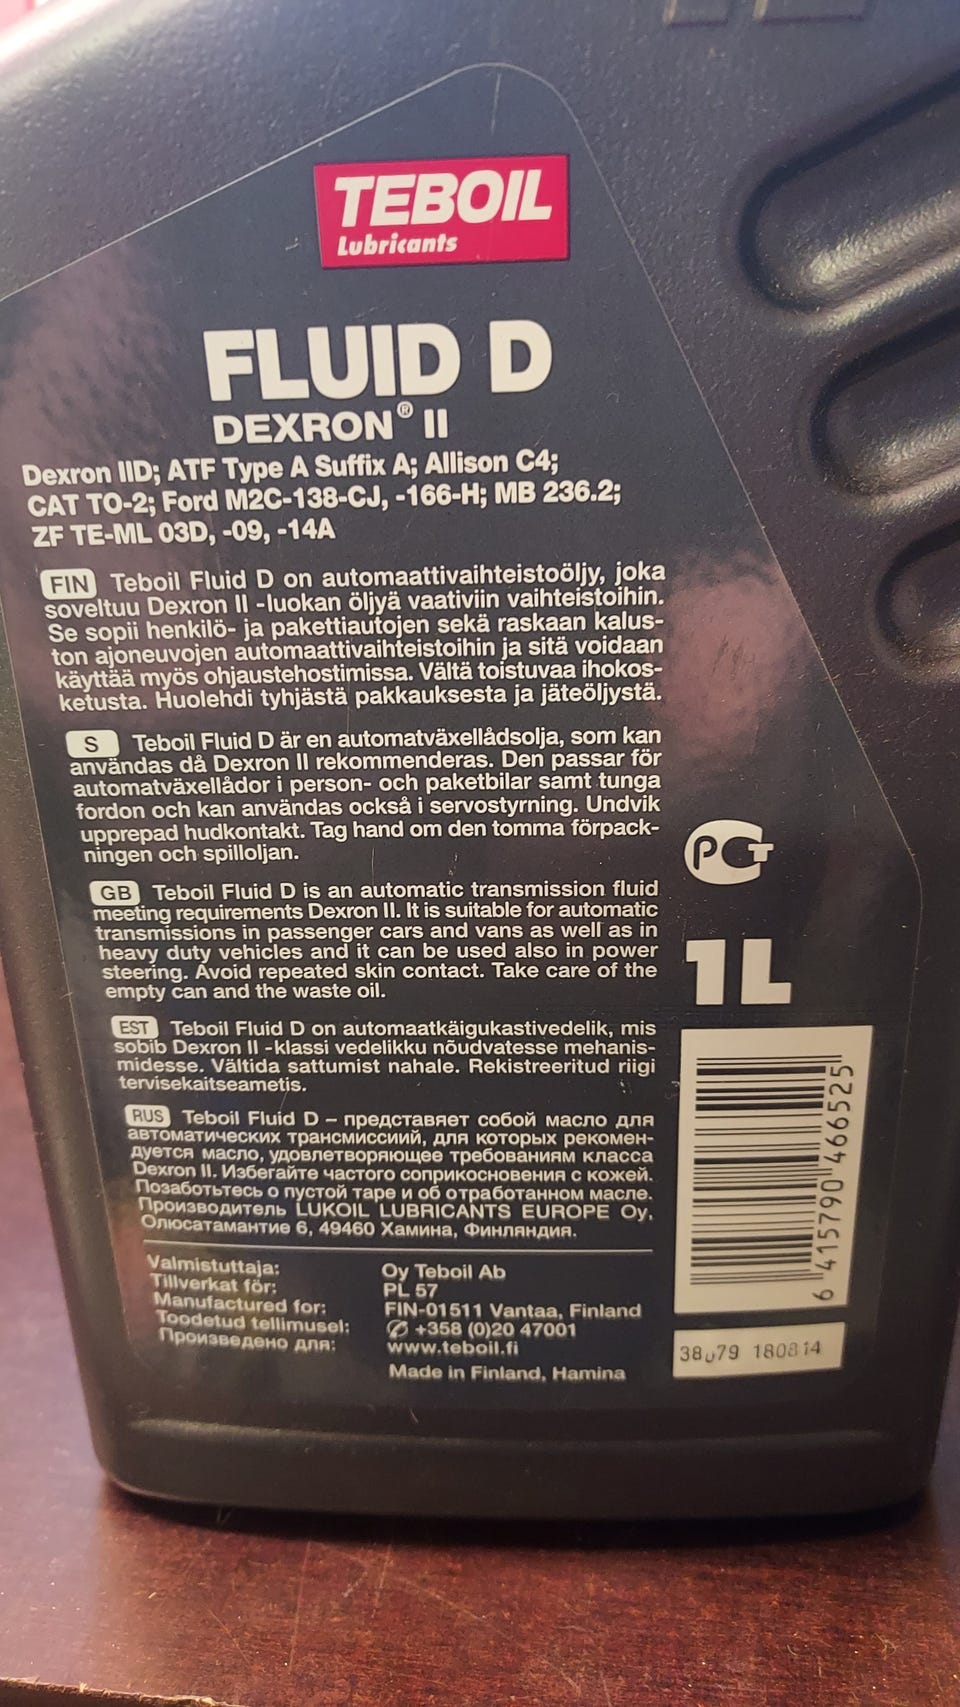 TEBOIL
Lubricants
FLUID D
DEXRON® II
Dexron IID; ATF Type A Suffix A; Allison C4;
CAT TO-2; Ford M2C-138-CJ, -166-H; MB 236.2;
ZF TE-ML 03D, -09, -14A
FIN Teboil Fluid D on automaattivaihteistoöljy, joka
soveltuu Dexron II -luokan öljyä vaativiin vaihteistoihin.
Se sopii henkilö- ja pakettiautojen sekä raskaan kalus-
ton ajoneuvojen automaattivaihteistoihin ja sitä voidaan
käyttää myös ohjaustehostimissa. Vältä toistuvaa ihokos-
ketusta. Huolehdi tyhjästä pakkauksesta ja jäteöljystä.
S Teboil Fluid D är en automatväxellådsolja, som kan
användas då Dexron II rekommenderas. Den passar för
automatväxellådor i person- och paketbilar samt tunga
fordon och kan användas också i servostyrning. Undvik
upprepad hudkontakt. Tag hand om den tomma förpack-
ningen och spilloljan.
GB Teboil Fluid D is an automatic transmission fluid
meeting requirements Dexron II. It is suitable for automatic
transmissions in passenger cars and vans as well as in
heavy duty vehicles and it can be used also in power
steering. Avoid repeated skin contact. Take care of the
empty can and the waste oil.
EST Teboil Fluid D on automaatkäigukastivedelik, mis
sobib Dexron II -klassi vedelikku nõudvatesse mehanis-
midesse. Vältida sattumist nahale. Rekistreeritud riigi
tervisekaitseametis.
RUS Teboil Fluid D – представяет собой масло для
автоматических трансмиссиий, для которых рекомен-
дуется масло, удовлетворяющее требованиям класса
Dexron II. Избегайте частого соприкосновения с кожей.
Позаботьтесь о пустой таре и об отработанном масле.
Производитель LUKOIL LUBRICANTS EUROPE Oy,
Олюсатамантие 6, 49460 Хамина, Финляндия.
Valmistuttaja: Oy Teboil Ab
Tillverkat för: PL 57
Manufactured for: FIN-01511 Vantaa, Finland
Toodetud tellimusel: ✆ +358 (0)20 47001
Произведено для: www.teboil.fi
Made in Finland, Hamina
РСТ
1L
6 415790 466525
180814